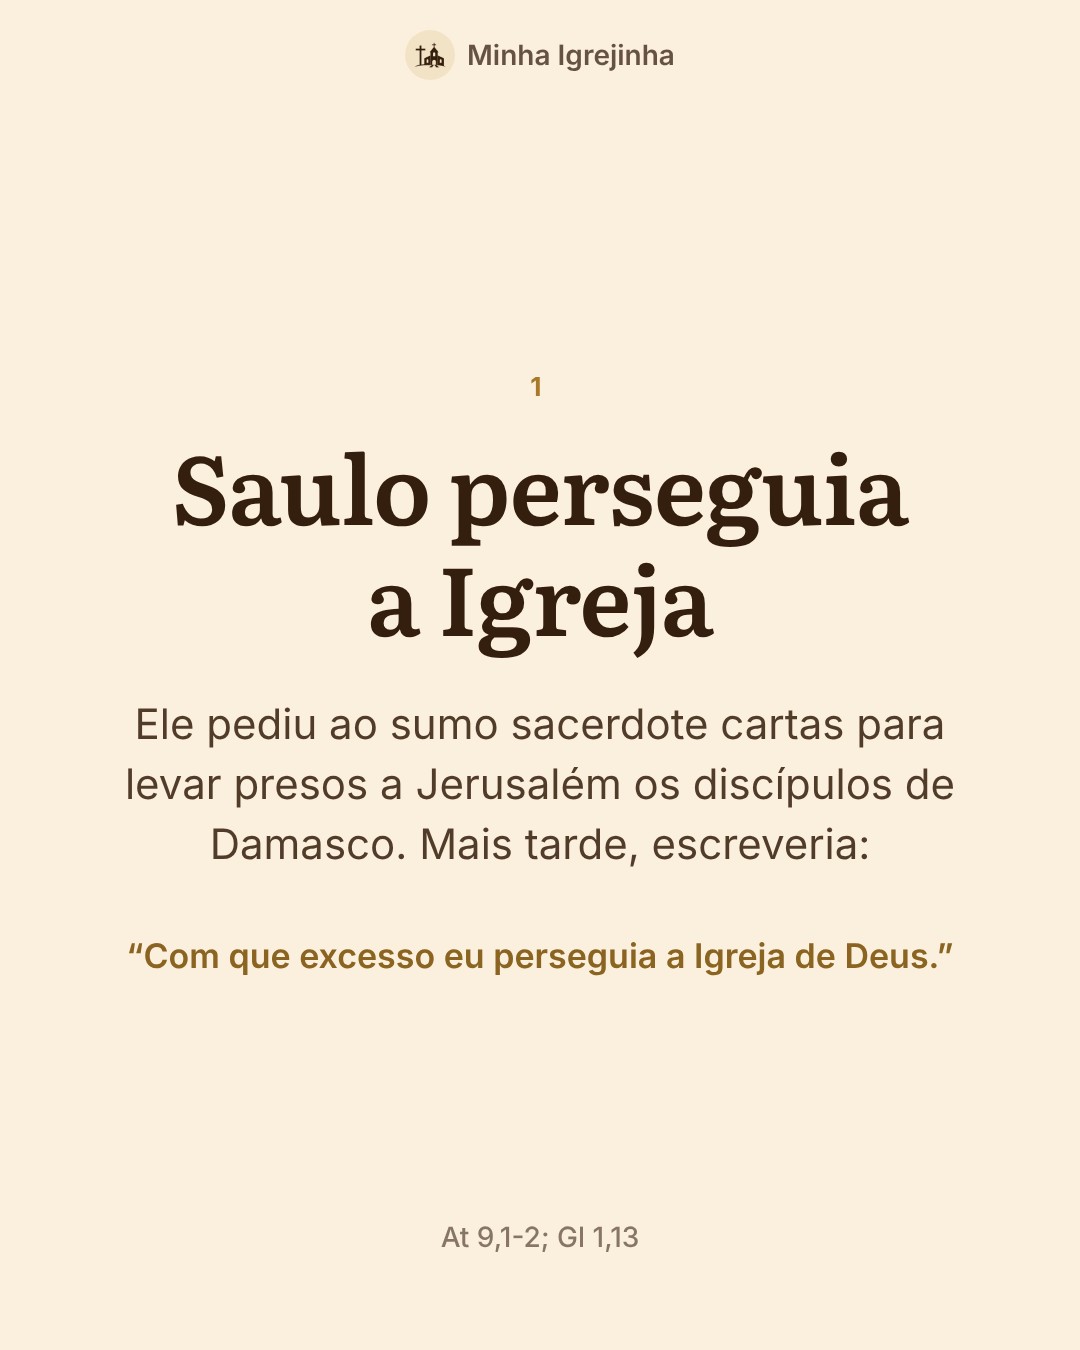 Minha Igrejinha
1
Saulo perseguia
a Igreja
Ele pediu ao sumo sacerdote cartas para
levar presos a Jerusalém os discípulos de
Damasco. Mais tarde, escreveria:
“Com que excesso eu perseguia a Igreja de Deus.”
At 9,1-2; Gl 1,13